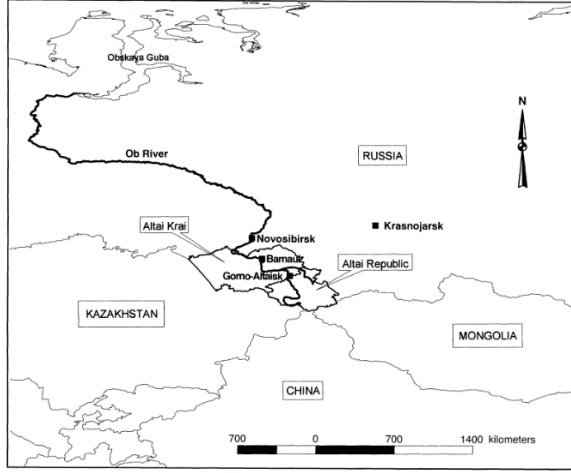 Obskaya Guba
N
Ob River
RUSSIA
Altai Krai
Krasnojarsk
Novosibirsk
Barnaulz
Altai Republic
Gorno-Altaisk
KAZAKHSTAN
MONGOLIA
CHINA
700 0 700 1400 kilometers